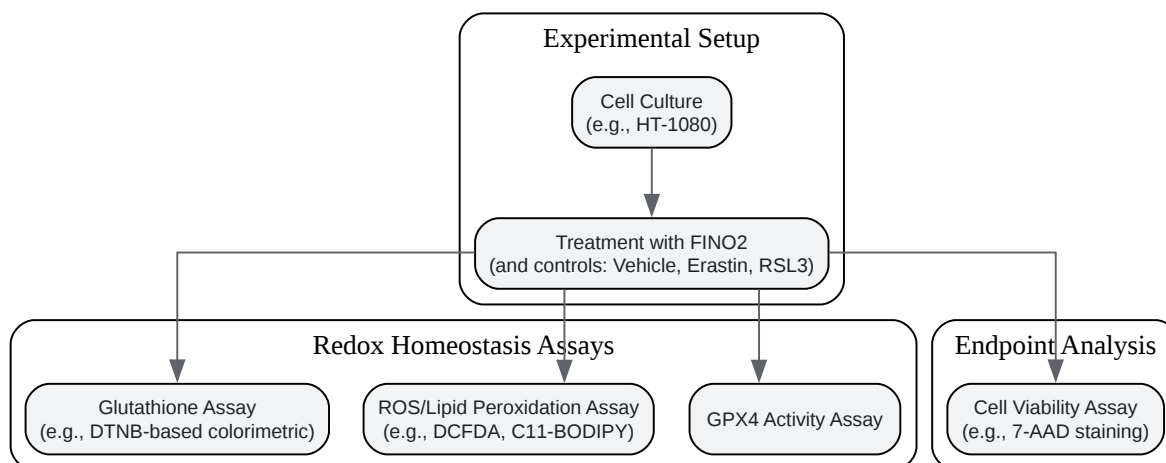 Experimental Setup
Cell Culture
(e.g., HT-1080)
Treatment with FINO2
(and controls: Vehicle, Erastin, RSL3)
Redox Homeostasis Assays
Glutathione Assay
(e.g., DTNB-based colorimetric)
ROS/Lipid Peroxidation Assay
(e.g., DCFDA, C11-BODIPY)
GPX4 Activity Assay
Endpoint Analysis
Cell Viability Assay
(e.g., 7-AAD staining)